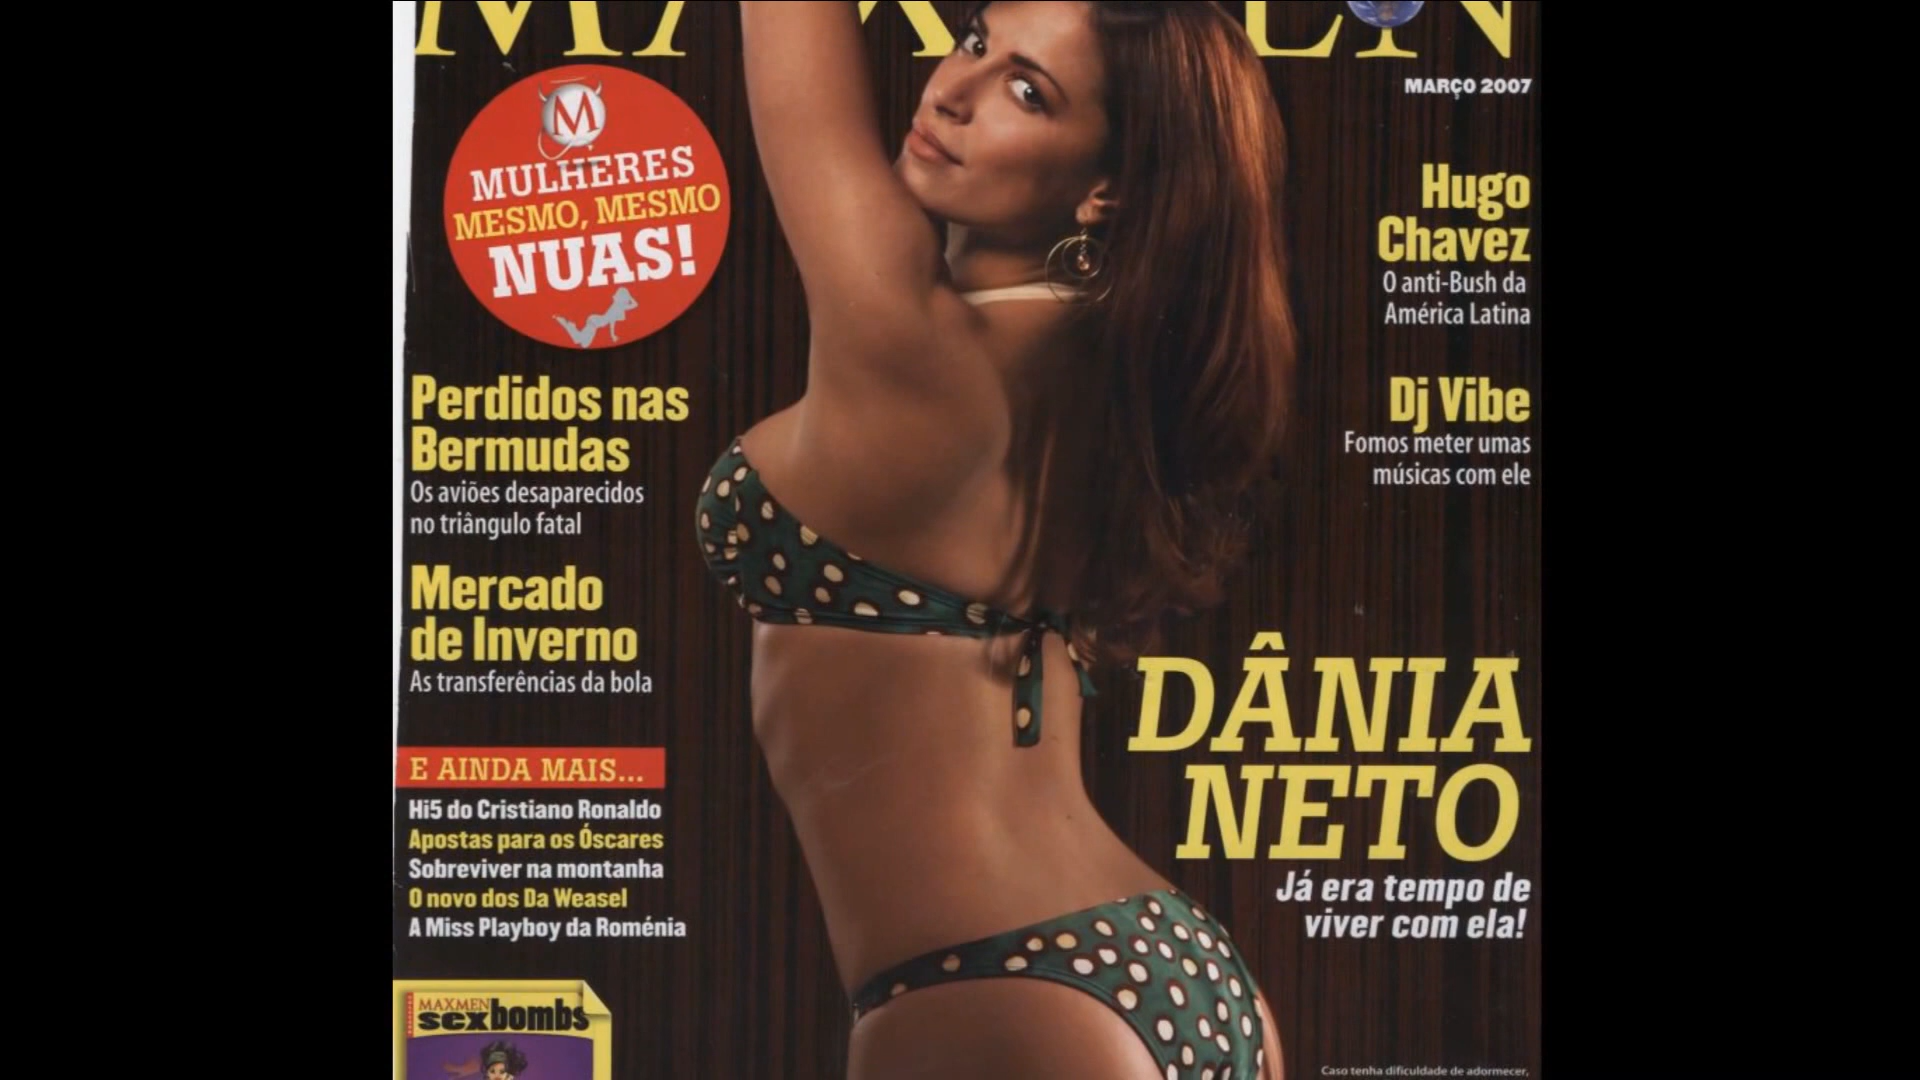 MAXMEN
MARÇO 2007
M
MULHERES
MESMO, MESMO
NUAS!
Perdidos nas
Bermudas
Os aviões desaparecidos
no triângulo fatal
Mercado
de Inverno
As transferências da bola
E AINDA MAIS...
Hi5 do Cristiano Ronaldo
Apostas para os Óscares
Sobreviver na montanha
O novo dos Da Weasel
A Miss Playboy da Roménia
MAXMEN
sexbombs
Hugo
Chavez
O anti-Bush da
América Latina
Dj Vibe
Fomos meter umas
músicas com ele
DÂNIA
NETO
Já era tempo de
viver com ela!
Caso tenha dificuldade de adormecer,